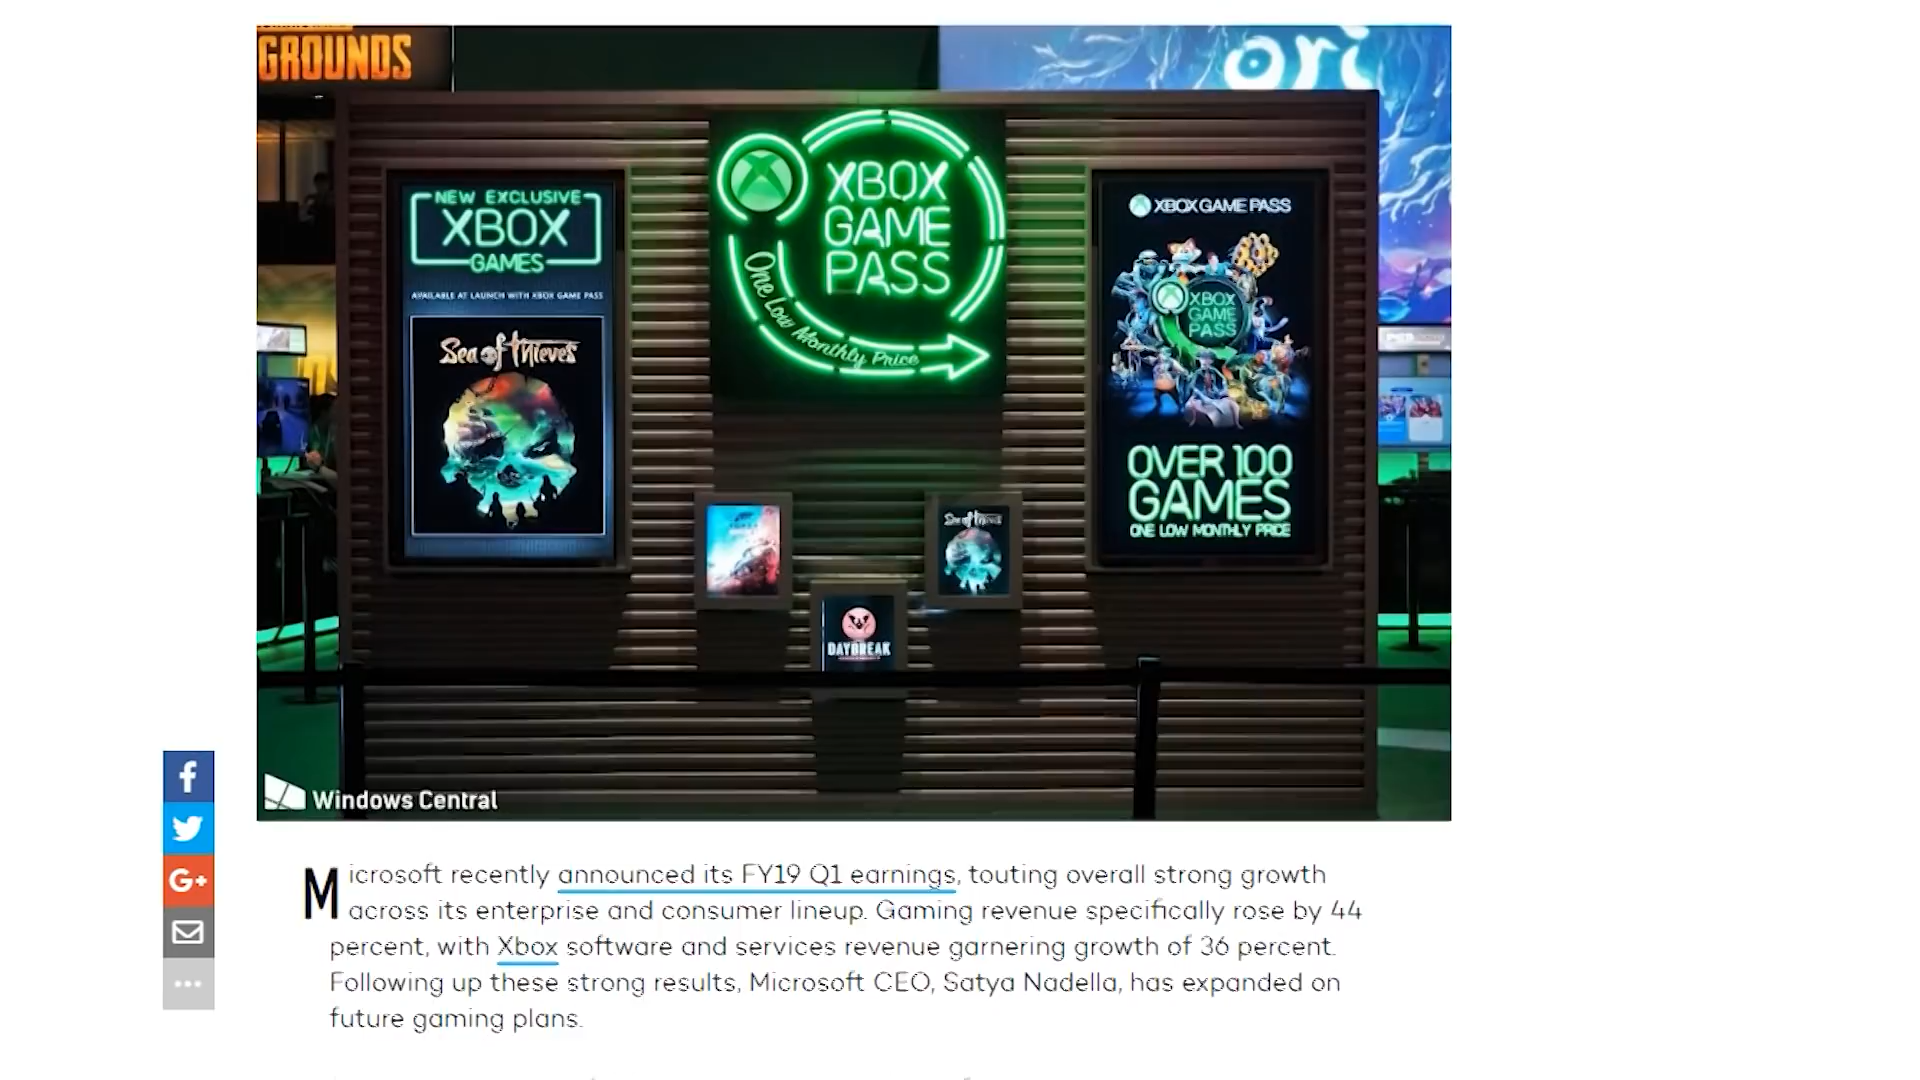 GROUNDS
ori
NEW EXCLUSIVE
XBOX
GAMES
AVAILABLE AT LAUNCH WITH XBOX GAME PASS
Sea of Thieves
XBOX
GAME
PASS
One Low Monthly Price
XBOX GAME PASS
XBOX
GAME
PASS
OVER 100
GAMES
ONE LOW MONTHLY PRICE
Sea of Thieves
DAYBREAK
Windows Central
f
G+
Microsoft recently announced its FY19 Q1 earnings, touting overall strong growth
across its enterprise and consumer lineup. Gaming revenue specifically rose by 44
percent, with Xbox software and services revenue garnering growth of 36 percent.
Following up these strong results, Microsoft CEO, Satya Nadella, has expanded on
future gaming plans.